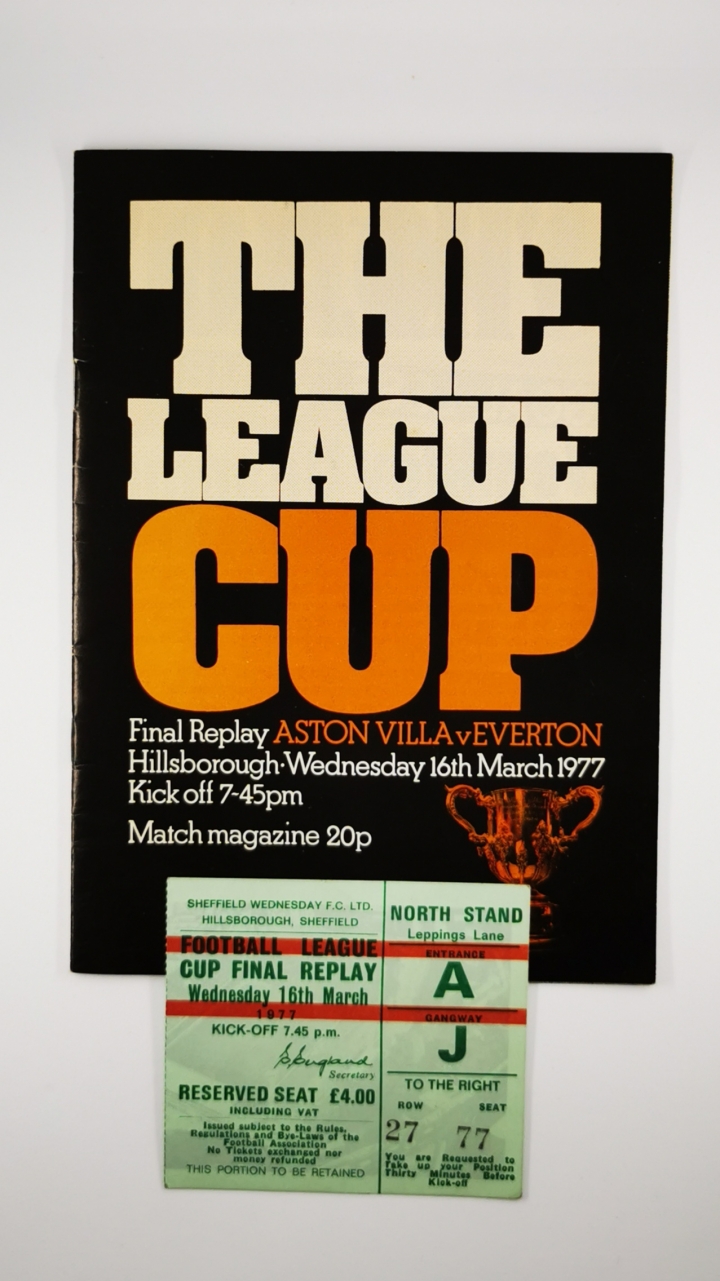 THE
LEAGUE
CUP
Final Replay ASTON VILLA v EVERTON
Hillsborough·Wednesday 16th March 1977
Kick off 7-45pm
Match magazine 20p
SHEFFIELD WEDNESDAY F.C. LTD.
HILLSBOROUGH, SHEFFIELD
FOOTBALL LEAGUE
CUP FINAL REPLAY
Wednesday 16th March
1977
KICK-OFF 7.45 p.m.
Secretary
RESERVED SEAT £4.00
INCLUDING VAT
Issued subject to the Rules,
Regulations and Bye-Laws of the
Football Association
No Tickets exchanged nor
money refunded
THIS PORTION TO BE RETAINED
NORTH STAND
Leppings Lane
ENTRANCE
A
GANGWAY
J
TO THE RIGHT
ROW SEAT
27 77
You are Requested to
Take up your Position
Thirty Minutes Before
Kick-off